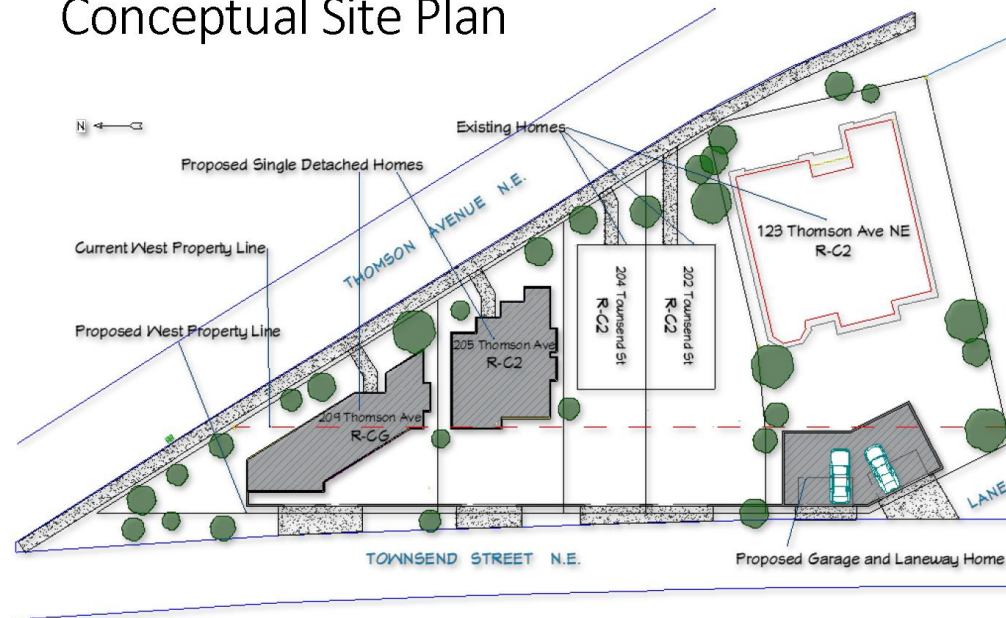 Conceptual Site Plan
N
Existing Homes
Proposed Single Detached Homes
THOMSON AVENUE N.E.
Current West Property Line
123 Thomson Ave NE
R-C2
204 Townsend St
R-C2
202 Townsend St
R-C2
Proposed West Property Line
205 Thomson Ave
R-C2
209 Thomson Ave
R-CG
LANE
TOWNSEND STREET N.E.
Proposed Garage and Laneway Home